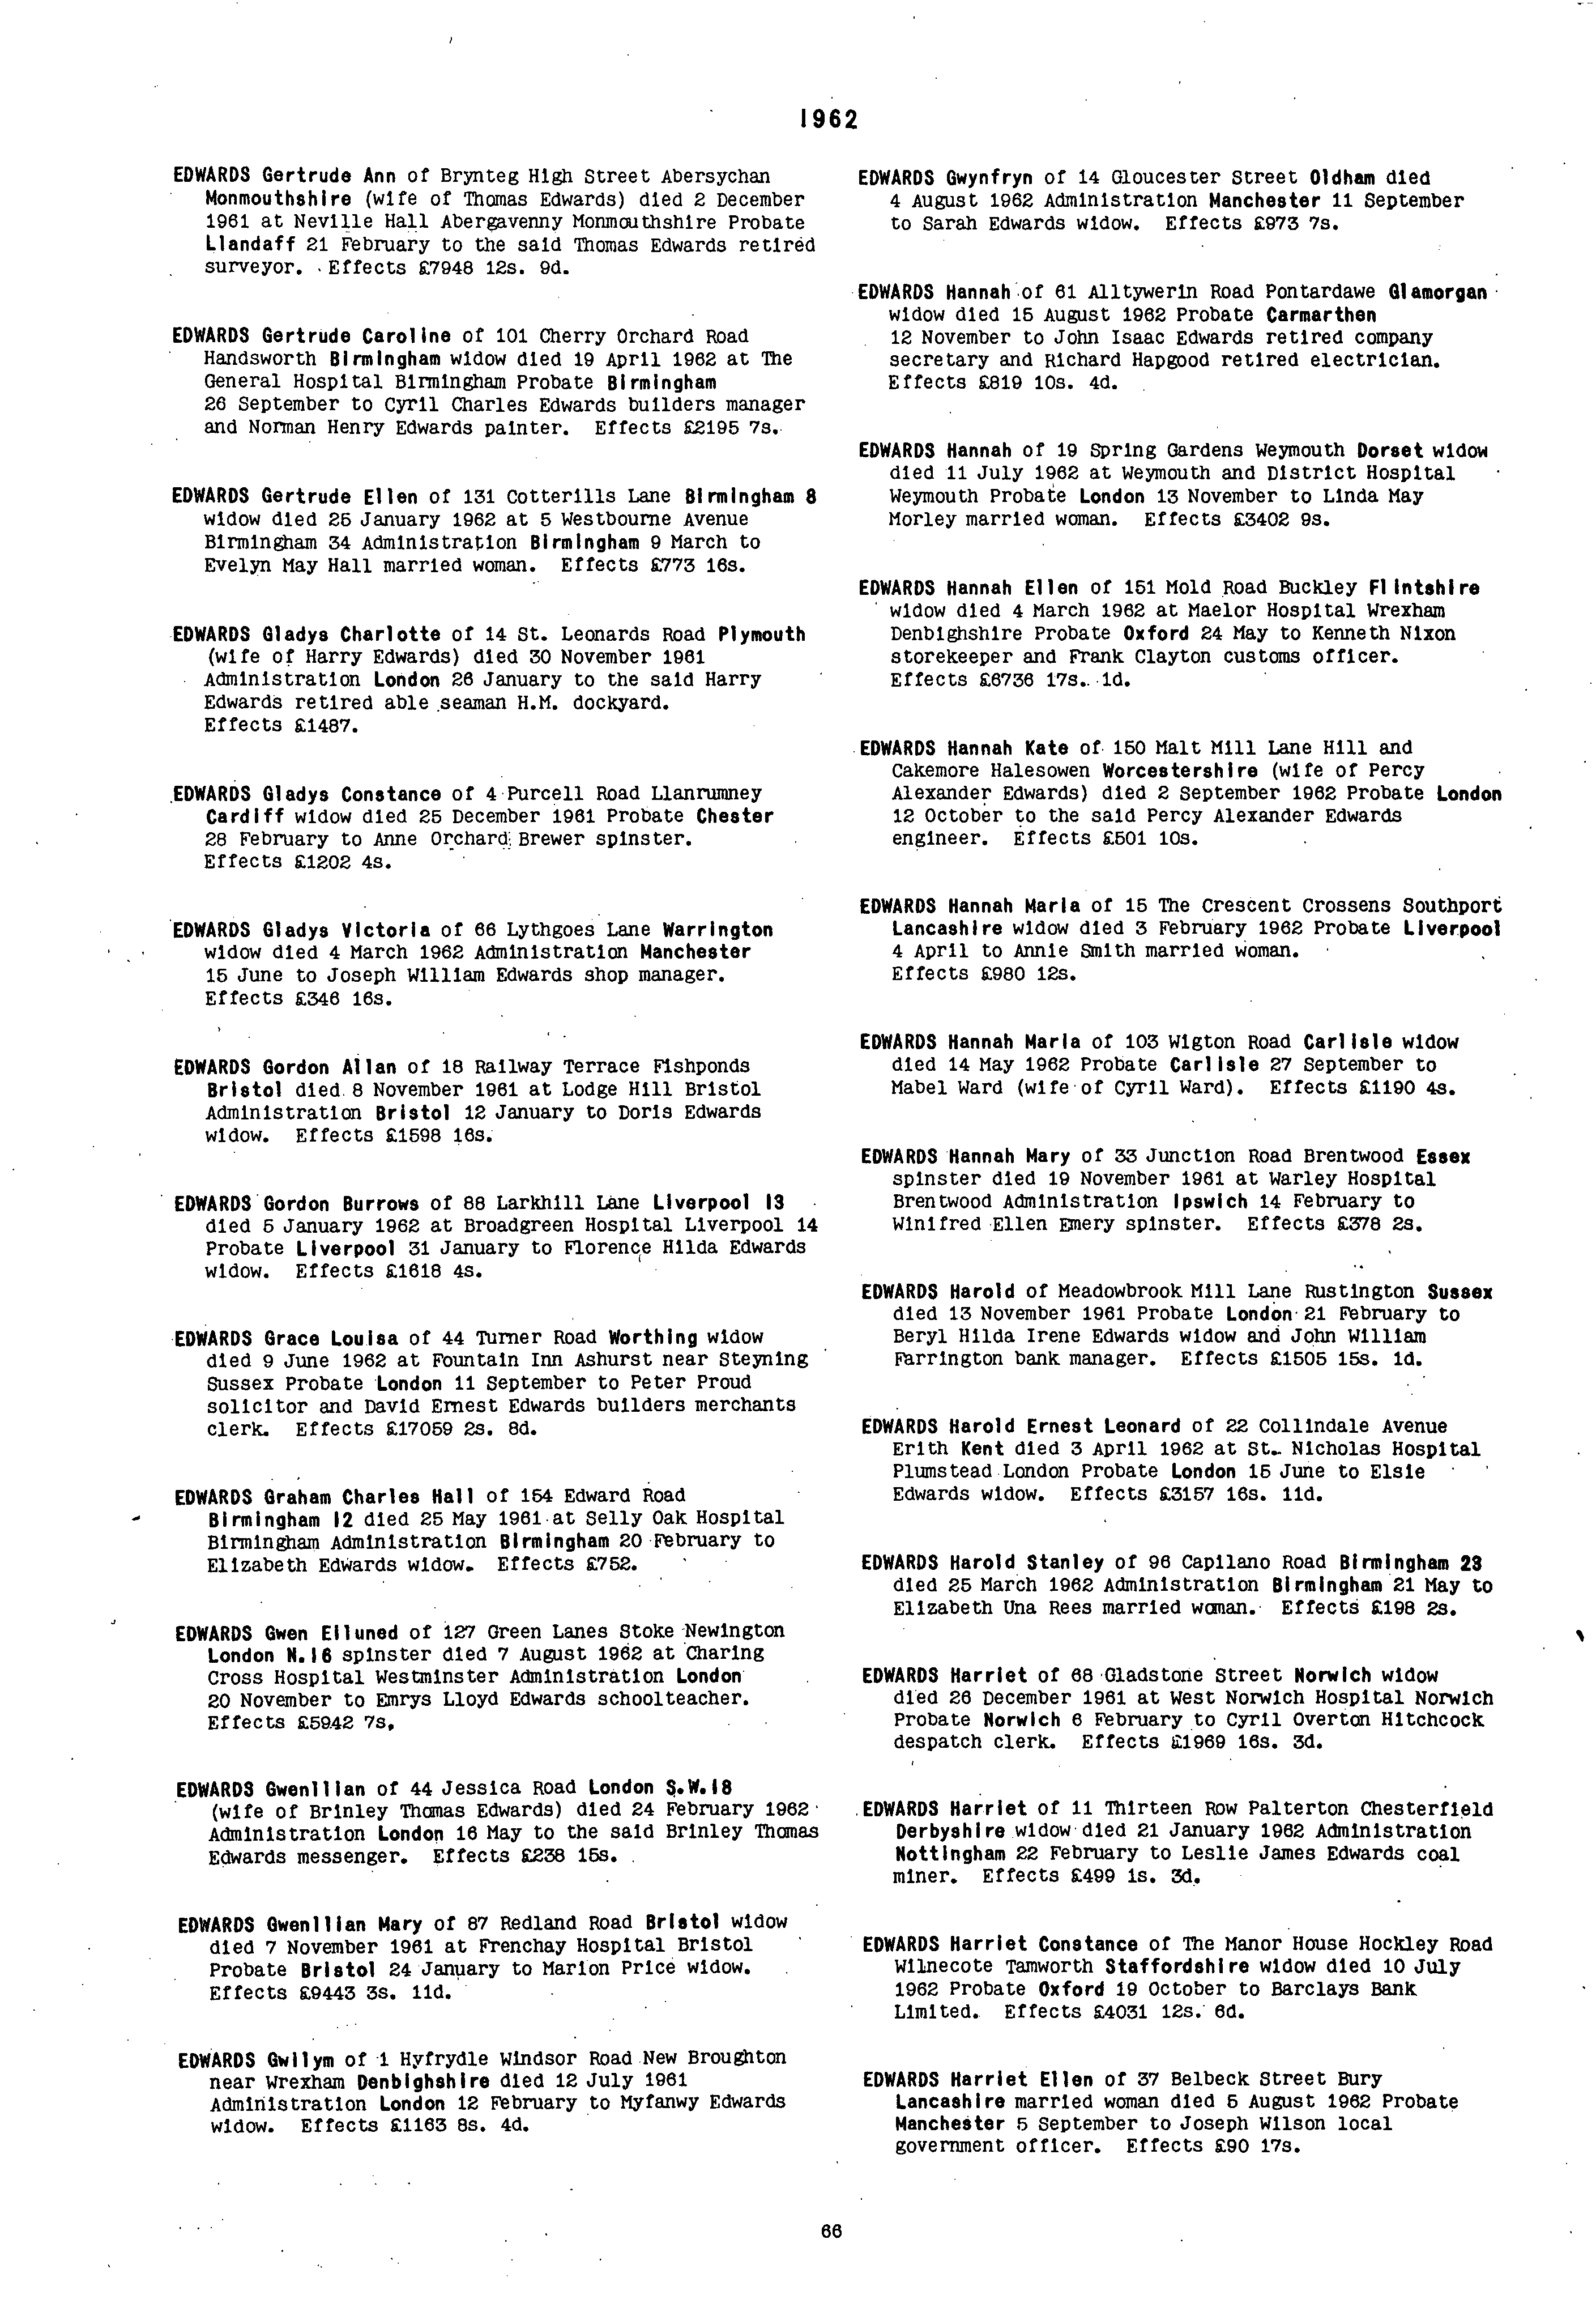 1962
EDWARDS Gertrude Ann of Brynteg High Street Abersychan
Monmouthshire (wife of Thomas Edwards) died 2 December
1961 at Neville Hall Abergavenny Monmouthshire Probate
Llandaff 21 February to the said Thomas Edwards retired
surveyor. Effects £7948 12s. 9d.
EDWARDS Gertrude Caroline of 101 Cherry Orchard Road
Handsworth Birmingham widow died 19 April 1962 at The
General Hospital Birmingham Probate Birmingham
26 September to Cyril Charles Edwards builders manager
and Norman Henry Edwards painter. Effects £2195 7s.
EDWARDS Gertrude Ellen of 131 Cotterills Lane Birmingham 8
widow died 25 January 1962 at 5 Westbourne Avenue
Birmingham 34 Administration Birmingham 9 March to
Evelyn May Hall married woman. Effects £773 16s.
EDWARDS Gladys Charlotte of 14 St. Leonards Road Plymouth
(wife of Harry Edwards) died 30 November 1961
Administration London 26 January to the said Harry
Edwards retired able seaman H.M. dockyard.
Effects £1487.
EDWARDS Gladys Constance of 4 Purcell Road Llanrumney
Cardiff widow died 25 December 1961 Probate Chester
28 February to Anne Orchard Brewer spinster.
Effects £1202 4s.
EDWARDS Gladys Victoria of 66 Lythgoes Lane Warrington
widow died 4 March 1962 Administration Manchester
15 June to Joseph William Edwards shop manager.
Effects £346 16s.
EDWARDS Gordon Allan of 18 Railway Terrace Fishponds
Bristol died 8 November 1961 at Lodge Hill Bristol
Administration Bristol 12 January to Doris Edwards
widow. Effects £1598 16s.
EDWARDS Gordon Burrows of 88 Larkhill Lane Liverpool 13
died 5 January 1962 at Broadgreen Hospital Liverpool 14
Probate Liverpool 31 January to Florence Hilda Edwards
widow. Effects £1618 4s.
EDWARDS Grace Louisa of 44 Turner Road Worthing widow
died 9 June 1962 at Fountain Inn Ashurst near Steyning
Sussex Probate London 11 September to Peter Proud
solicitor and David Ernest Edwards builders merchants
clerk. Effects £17059 2s. 8d.
EDWARDS Graham Charles Hall of 154 Edward Road
Birmingham 12 died 25 May 1961 at Selly Oak Hospital
Birmingham Administration Birmingham 20 February to
Elizabeth Edwards widow. Effects £752.
EDWARDS Gwen Eiluned of 127 Green Lanes Stoke Newington
London N.16 spinster died 7 August 1962 at Charing
Cross Hospital Westminster Administration London
20 November to Emrys Lloyd Edwards schoolteacher.
Effects £5942 7s.
EDWARDS Gwenllian of 44 Jessica Road London S.W.18
(wife of Brinley Thomas Edwards) died 24 February 1962
Administration London 16 May to the said Brinley Thomas
Edwards messenger. Effects £238 15s.
EDWARDS Gwenllian Mary of 87 Redland Road Bristol widow
died 7 November 1961 at Frenchay Hospital Bristol
Probate Bristol 24 January to Marion Price widow.
Effects £9443 3s. 11d.
EDWARDS Gwilym of 1 Hyfrydle Windsor Road New Broughton
near Wrexham Denbighshire died 12 July 1961
Administration London 12 February to Myfanwy Edwards
widow. Effects £1163 8s. 4d.
EDWARDS Gwynfryn of 14 Gloucester Street Oldham died
4 August 1962 Administration Manchester 11 September
to Sarah Edwards widow. Effects £973 7s.
EDWARDS Hannah of 61 Alltywerin Road Pontardawe Glamorgan
widow died 15 August 1962 Probate Carmarthen
12 November to John Isaac Edwards retired company
secretary and Richard Hapgood retired electrician.
Effects £819 10s. 4d.
EDWARDS Hannah of 19 Spring Gardens Weymouth Dorset widow
died 11 July 1962 at Weymouth and District Hospital
Weymouth Probate London 13 November to Linda May
Morley married woman. Effects £3402 9s.
EDWARDS Hannah Ellen of 151 Mold Road Buckley Flintshire
widow died 4 March 1962 at Maelor Hospital Wrexham
Denbighshire Probate Oxford 24 May to Kenneth Nixon
storekeeper and Frank Clayton customs officer.
Effects £6736 17s. 1d.
EDWARDS Hannah Kate of 150 Malt Mill Lane Hill and
Cakemore Halesowen Worcestershire (wife of Percy
Alexander Edwards) died 2 September 1962 Probate London
12 October to the said Percy Alexander Edwards
engineer. Effects £501 10s.
EDWARDS Hannah Maria of 15 The Crescent Crossens Southport
Lancashire widow died 3 February 1962 Probate Liverpool
4 April to Annie Smith married woman.
Effects £980 12s.
EDWARDS Hannah Maria of 103 Wigton Road Carlisle widow
died 14 May 1962 Probate Carlisle 27 September to
Mabel Ward (wife of Cyril Ward). Effects £1190 4s.
EDWARDS Hannah Mary of 33 Junction Road Brentwood Essex
spinster died 19 November 1961 at Warley Hospital
Brentwood Administration Ipswich 14 February to
Winifred Ellen Emery spinster. Effects £378 2s.
EDWARDS Harold of Meadowbrook Mill Lane Rustington Sussex
died 13 November 1961 Probate London 21 February to
Beryl Hilda Irene Edwards widow and John William
Farrington bank manager. Effects £1505 15s. 1d.
EDWARDS Harold Ernest Leonard of 22 Collindale Avenue
Erith Kent died 3 April 1962 at St. Nicholas Hospital
Plumstead London Probate London 15 June to Elsie
Edwards widow. Effects £3157 16s. 11d.
EDWARDS Harold Stanley of 96 Capilano Road Birmingham 23
died 25 March 1962 Administration Birmingham 21 May to
Elizabeth Una Rees married woman. Effects £198 2s.
EDWARDS Harriet of 68 Gladstone Street Norwich widow
died 26 December 1961 at West Norwich Hospital Norwich
Probate Norwich 6 February to Cyril Overton Hitchcock
despatch clerk. Effects £1969 16s. 3d.
EDWARDS Harriet of 11 Thirteen Row Palterton Chesterfield
Derbyshire widow died 21 January 1962 Administration
Nottingham 22 February to Leslie James Edwards coal
miner. Effects £499 1s. 3d.
EDWARDS Harriet Constance of The Manor House Hockley Road
Wilnecote Tamworth Staffordshire widow died 10 July
1962 Probate Oxford 19 October to Barclays Bank
Limited. Effects £4031 12s. 6d.
EDWARDS Harriet Ellen of 37 Belbeck Street Bury
Lancashire married woman died 5 August 1962 Probate
Manchester 5 September to Joseph Wilson local
government officer. Effects £90 17s.
66